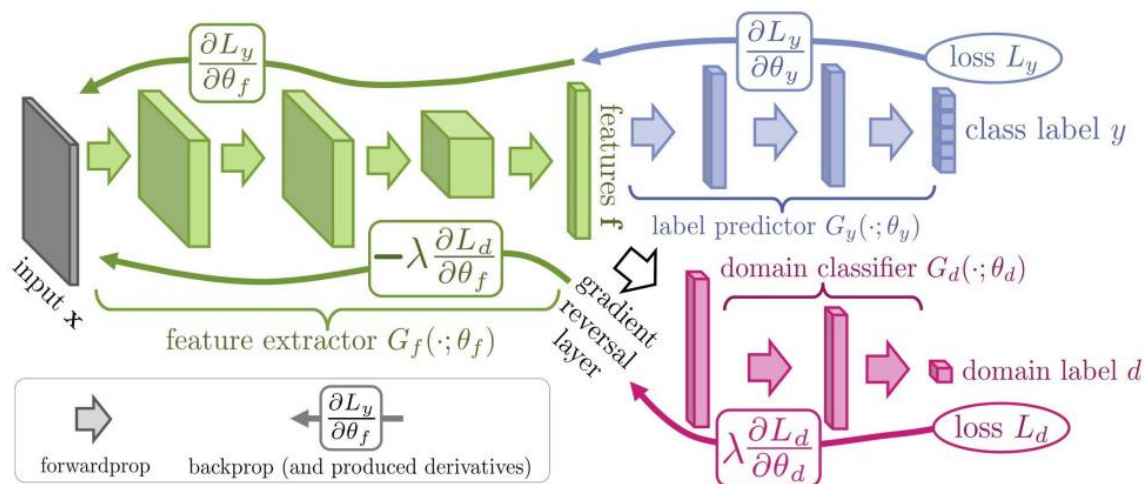 ∂L_y
∂θ_f
∂L_y
∂θ_y
loss L_y
features f
class label y
label predictor G_y(·; θ_y)
input x
−λ ∂L_d
∂θ_f
gradient
reversal
layer
domain classifier G_d(·; θ_d)
feature extractor G_f(·; θ_f)
domain label d
∂L_y
∂θ_f
forwardprop
backprop (and produced derivatives)
λ ∂L_d
∂θ_d
loss L_d